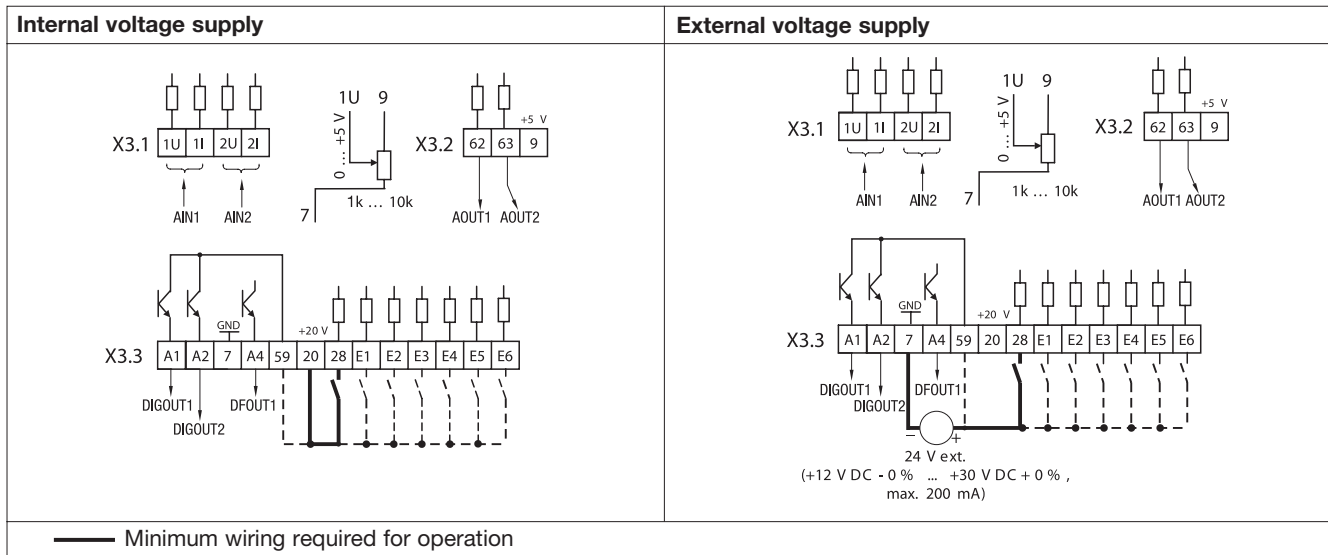 Internal voltage supply
1U 9
0 ... +5 V
+5 V
X3.1 1U 1I 2U 2I
X3.2 62 63 9
AIN1 AIN2
7
1k ... 10k
AOUT1 AOUT2
GND
+20 V
X3.3 A1 A2 7 A4 59 20 28 E1 E2 E3 E4 E5 E6
DIGOUT1 DFOUT1
DIGOUT2
External voltage supply
1U 9
0 ... +5 V
+5 V
X3.1 1U 1I 2U 2I
X3.2 62 63 9
AIN1 AIN2
7
1k ... 10k
AOUT1 AOUT2
GND
+20 V
X3.3 A1 A2 7 A4 59 20 28 E1 E2 E3 E4 E5 E6
DIGOUT1 DFOUT1
DIGOUT2
– +
24 V ext.
(+12 V DC - 0 % ... +30 V DC + 0 % ,
max. 200 mA)
Minimum wiring required for operation